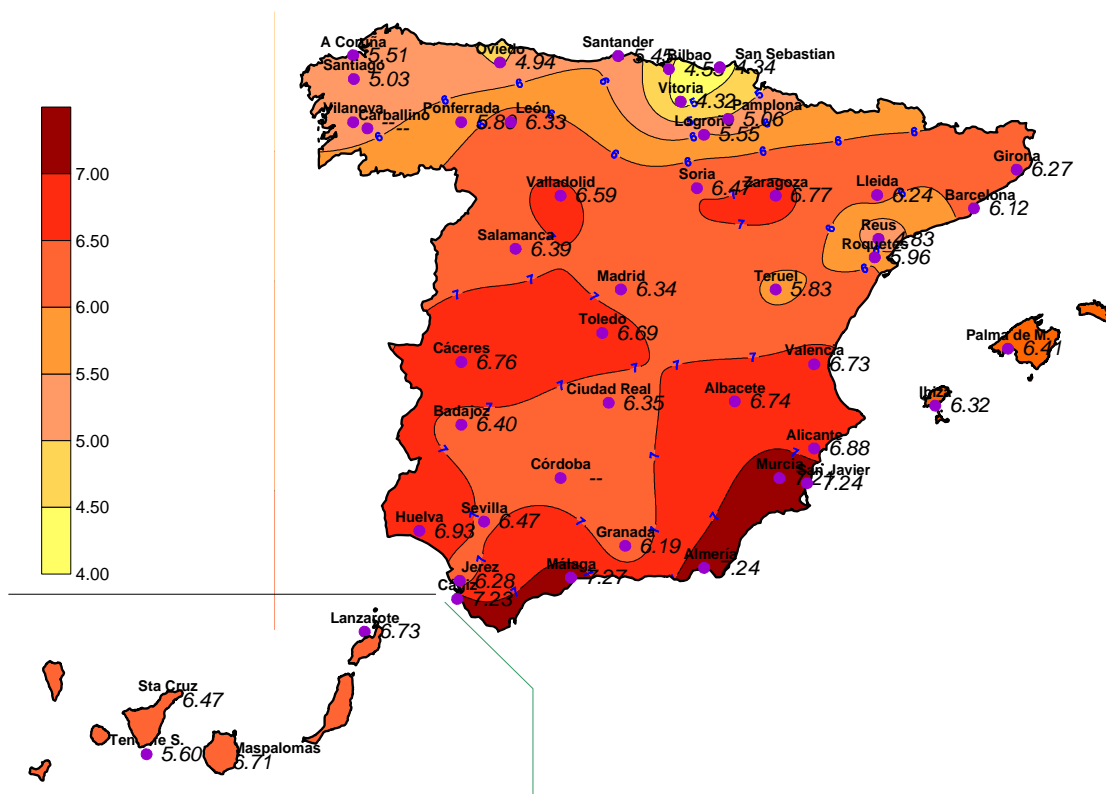 A Coruña
5.51
Santiago
5.03
Oviedo
4.94
Santander
5.45
Bilbao
4.53
San Sebastian
4.34
Vitoria
4.32
Pamplona
5.06
Logroño
5.55
Vilanova
--
Carballino
--
Ponferrada
León
6.33
Girona
6.27
Soria
6.47
Zaragoza
6.77
Lleida
6.24
Barcelona
6.12
Valladolid
6.59
Reus
4.83
Roquetes
5.96
Salamanca
6.39
Madrid
6.34
Teruel
5.83
Toledo
6.69
Palma de M.
6.41
Cáceres
6.76
Valencia
6.73
Ciudad Real
6.35
Albacete
6.74
Ibiza
6.32
Badajoz
6.40
Alicante
6.88
Córdoba
--
Murcia
7.24
San Javier
7.24
Huelva
6.93
Sevilla
6.47
Granada
6.19
Almería
7.24
Jerez
6.28
Málaga
7.27
Cádiz
7.23
Lanzarote
6.73
Sta Cruz
6.47
Tenerife S.
5.60
Maspalomas
6.71
7.00
6.50
6.00
5.50
5.00
4.50
4.00